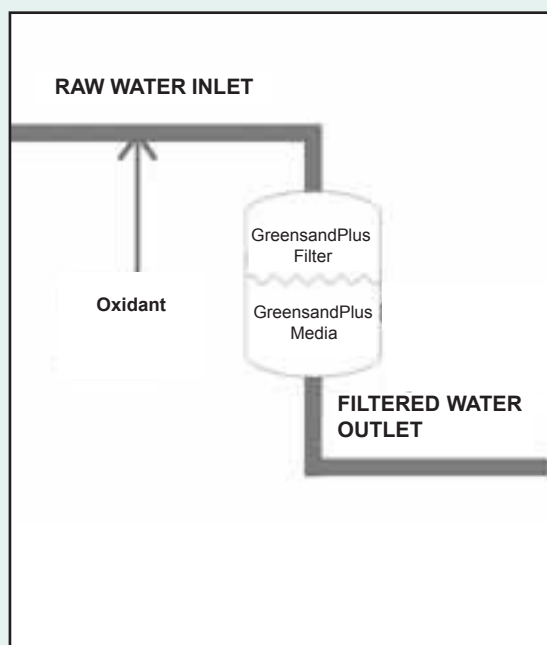 RAW WATER INLET
GreensandPlus
Filter
Oxidant
GreensandPlus
Media
FILTERED WATER
OUTLET